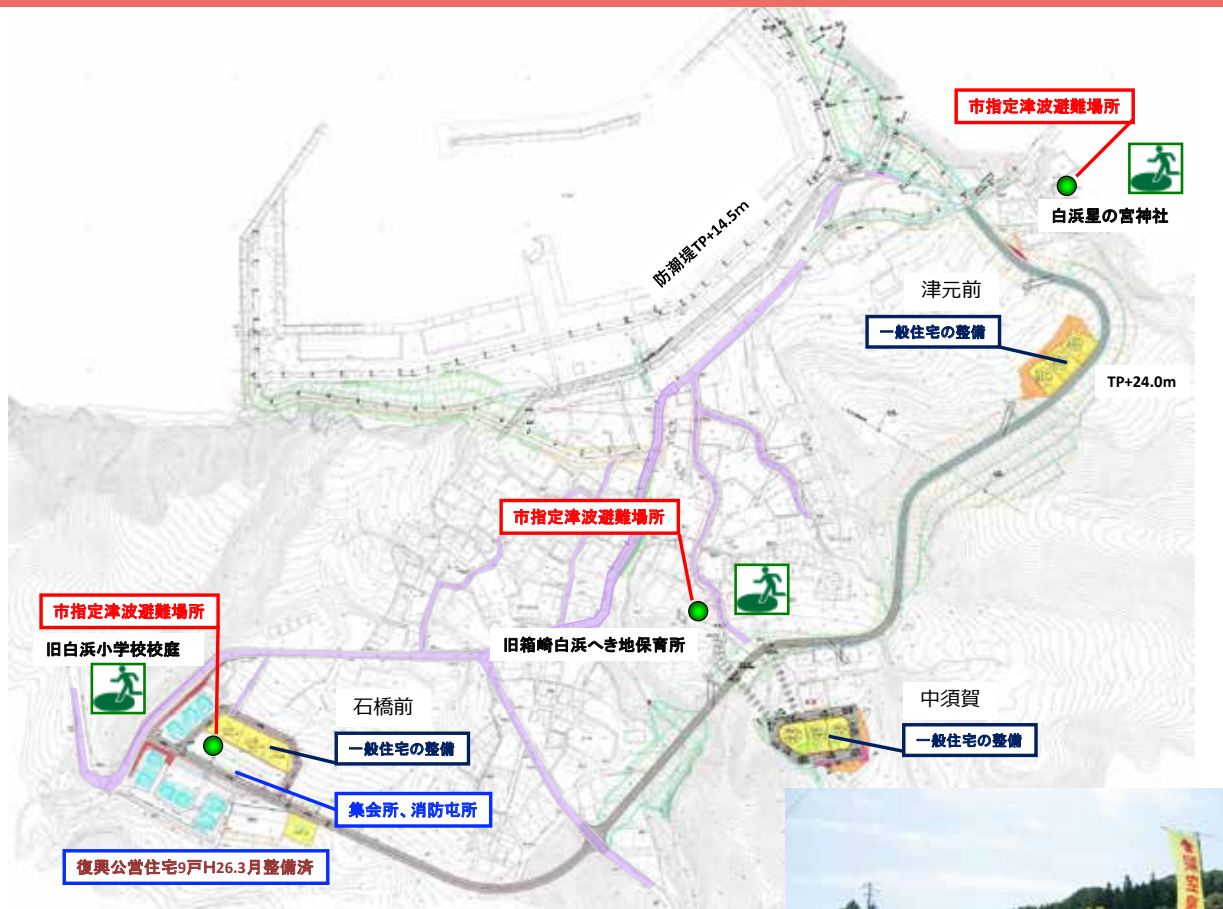 市指定津波避難場所
白浜星の宮神社
防潮堤TP+14.5m
津元前
一般住宅の整備
TP+24.0m
市指定津波避難場所
旧箱崎白浜へき地保育所
市指定津波避難場所
旧白浜小学校校庭
石橋前
一般住宅の整備
中須賀
一般住宅の整備
集会所、消防屯所
復興公営住宅9戸H26.3月整備済